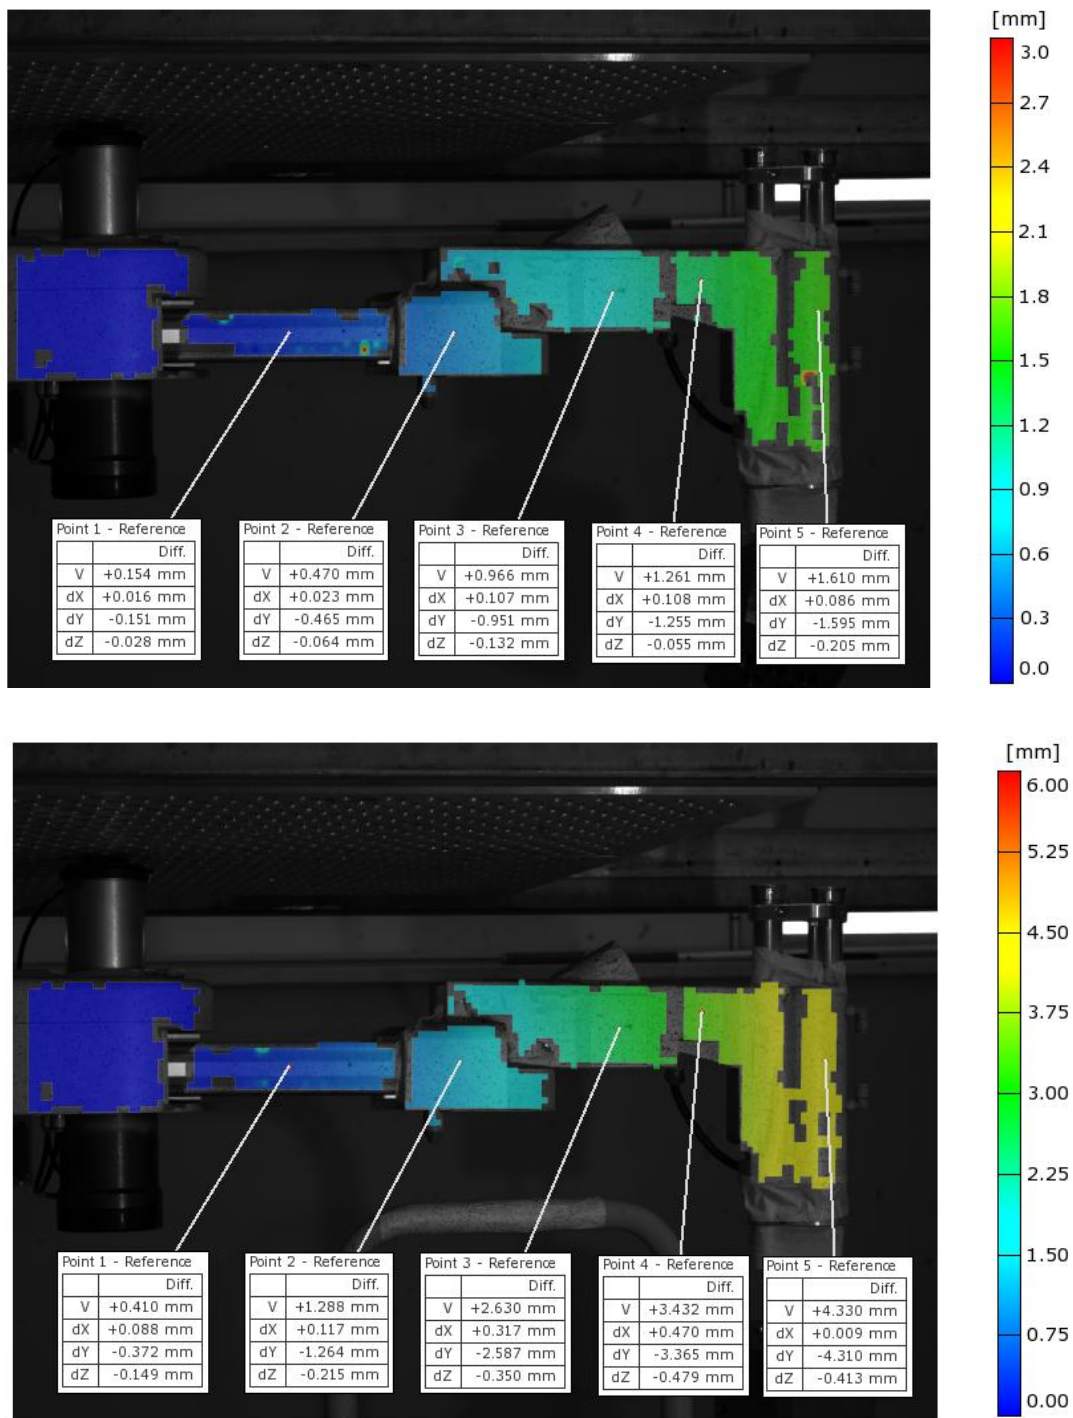 [mm]
3.0
2.7
2.4
2.1
1.8
1.5
1.2
0.9
0.6
0.3
0.0
Point 1 - Reference
Diff.
V +0.154 mm
dX +0.016 mm
dY -0.151 mm
dZ -0.028 mm
Point 2 - Reference
Diff.
V +0.470 mm
dX +0.023 mm
dY -0.465 mm
dZ -0.064 mm
Point 3 - Reference
Diff.
V +0.966 mm
dX +0.107 mm
dY -0.951 mm
dZ -0.132 mm
Point 4 - Reference
Diff.
V +1.261 mm
dX +0.108 mm
dY -1.255 mm
dZ -0.055 mm
Point 5 - Reference
Diff.
V +1.610 mm
dX +0.086 mm
dY -1.595 mm
dZ -0.205 mm
[mm]
6.00
5.25
4.50
3.75
3.00
2.25
1.50
0.75
0.00
Point 1 - Reference
Diff.
V +0.410 mm
dX +0.088 mm
dY -0.372 mm
dZ -0.149 mm
Point 2 - Reference
Diff.
V +1.288 mm
dX +0.117 mm
dY -1.264 mm
dZ -0.215 mm
Point 3 - Reference
Diff.
V +2.630 mm
dX +0.317 mm
dY -2.587 mm
dZ -0.350 mm
Point 4 - Reference
Diff.
V +3.432 mm
dX +0.470 mm
dY -3.365 mm
dZ -0.479 mm
Point 5 - Reference
Diff.
V +4.330 mm
dX +0.009 mm
dY -4.310 mm
dZ -0.413 mm